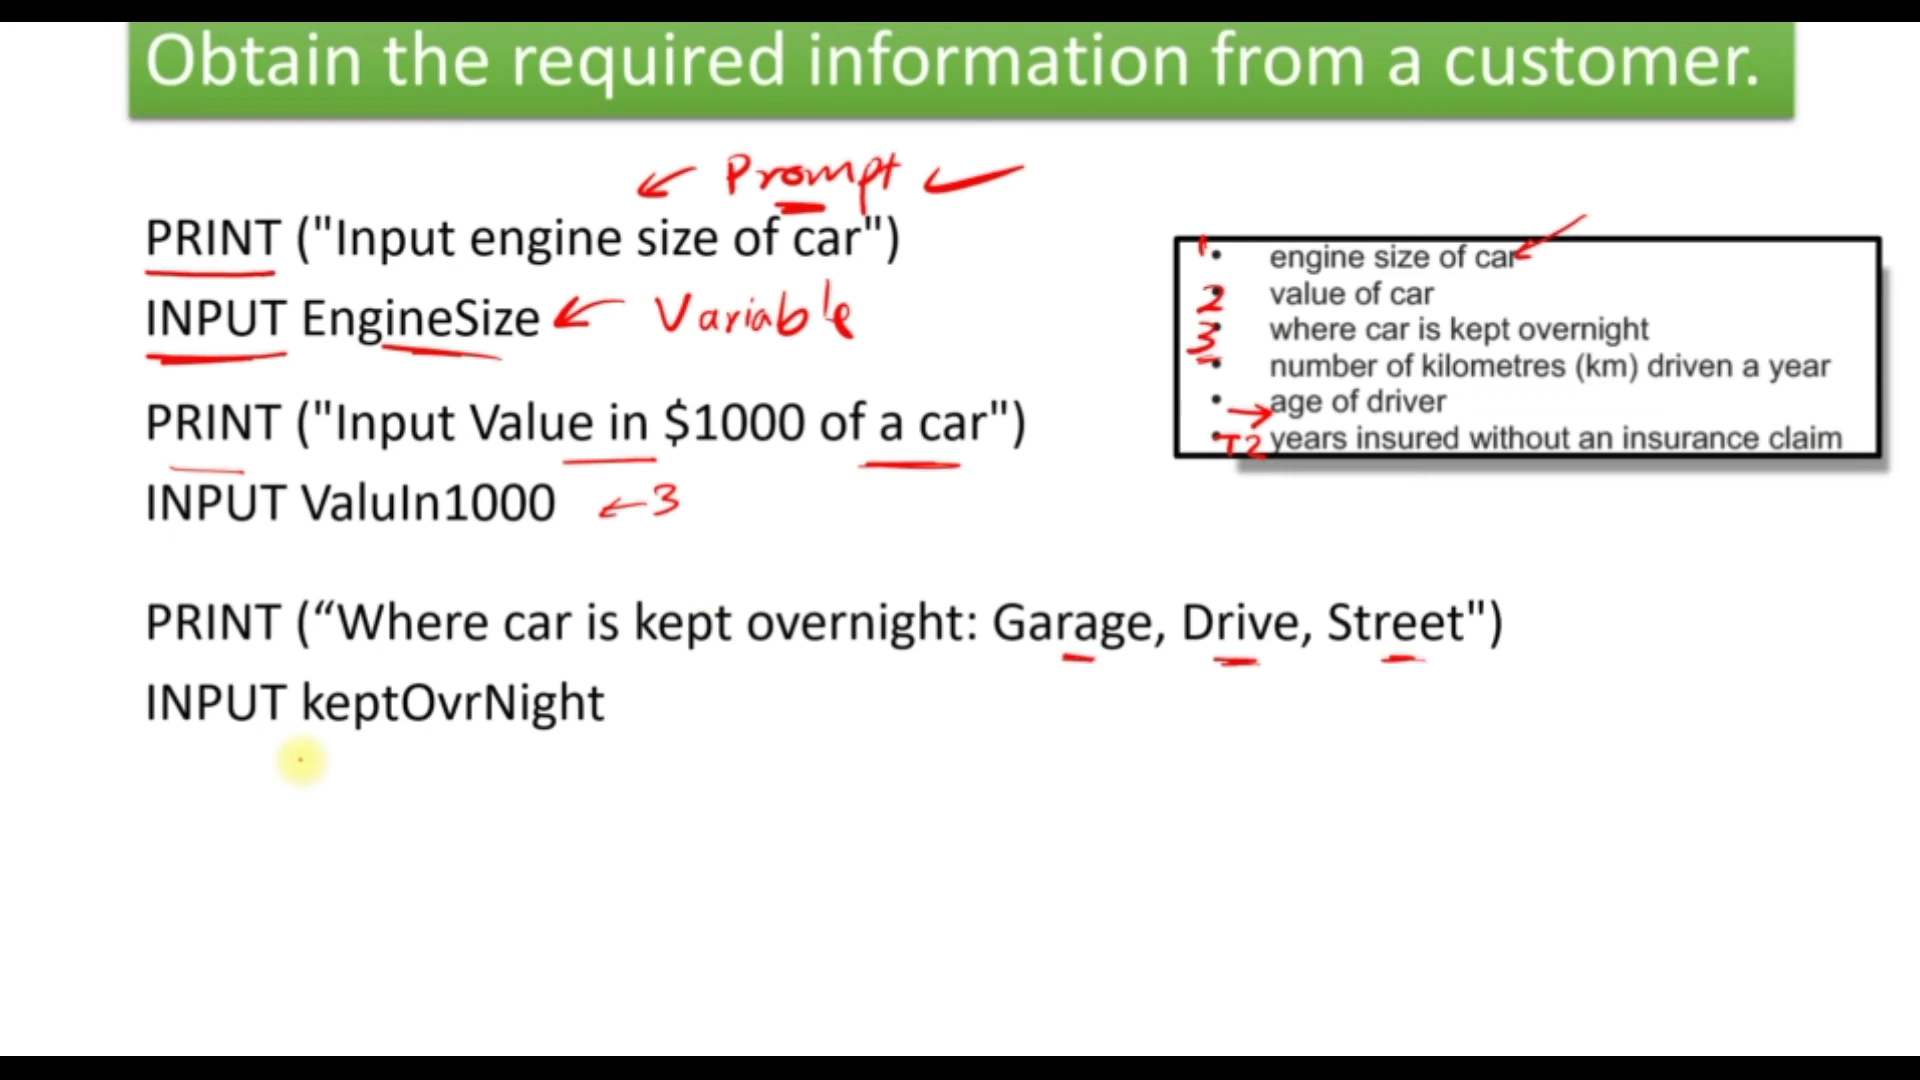 Obtain the required information from a customer.
Prompt
PRINT ("Input engine size of car")
INPUT EngineSize Variable
PRINT ("Input Value in $1000 of a car")
INPUT ValuIn1000 3
PRINT (“Where car is kept overnight: Garage, Drive, Street")
INPUT keptOvrNight
1 • engine size of car
2 • value of car
3 • where car is kept overnight
• number of kilometres (km) driven a year
• age of driver
• T2 years insured without an insurance claim